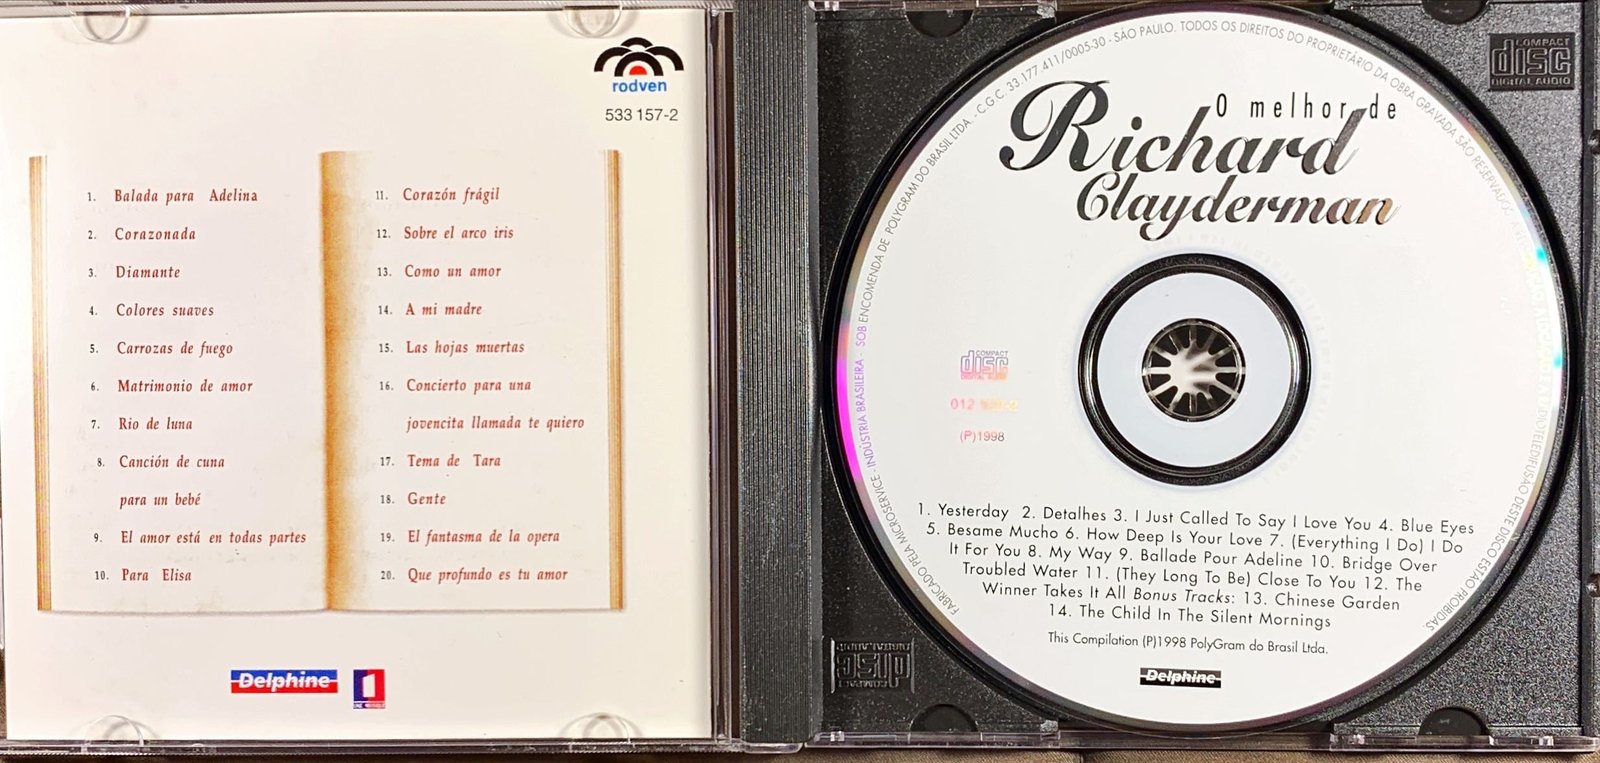 rodven
533 157-2
1. Balada para Adelina
2. Corazonada
3. Diamante
4. Colores suaves
5. Carrozas de fuego
6. Matrimonio de amor
7. Rio de luna
8. Canción de cuna
para un bebé
9. El amor está en todas partes
10. Para Elisa
11. Corazón frágil
12. Sobre el arco iris
13. Como un amor
14. A mi madre
15. Las hojas muertas
16. Concierto para una
jovencita llamada te quiero
17. Tema de Tara
18. Gente
19. El fantasma de la opera
20. Que profundo es tu amor
Delphine
COMPACT
disc
DIGITAL AUDIO
FABRICADO PELA MICROSERVICE - INDÚSTRIA BRASILEIRA - SOB ENCOMENDA DE POLYGRAM DO BRASIL LTDA. - C.G.C. 33.177.411/0005-30 - SÃO PAULO. TODOS OS DIREITOS DO PROPRIETÁRIO DA OBRA GRAVADA SÃO RESERVADOS. DESTE DISCO ESTÃO PROIBIDAS
O melhor de
Richard
Clayderman
COMPACT
disc
DIGITAL AUDIO
012
(P)1998
1. Yesterday 2. Detalhes 3. I Just Called To Say I Love You 4. Blue Eyes
5. Besame Mucho 6. How Deep Is Your Love 7. (Everything I Do) I Do
It For You 8. My Way 9. Ballade Pour Adeline 10. Bridge Over
Troubled Water 11. (They Long To Be) Close To You 12. The
Winner Takes It All Bonus Tracks: 13. Chinese Garden
14. The Child In The Silent Mornings
This Compilation (P)1998 PolyGram do Brasil Ltda.
Delphine